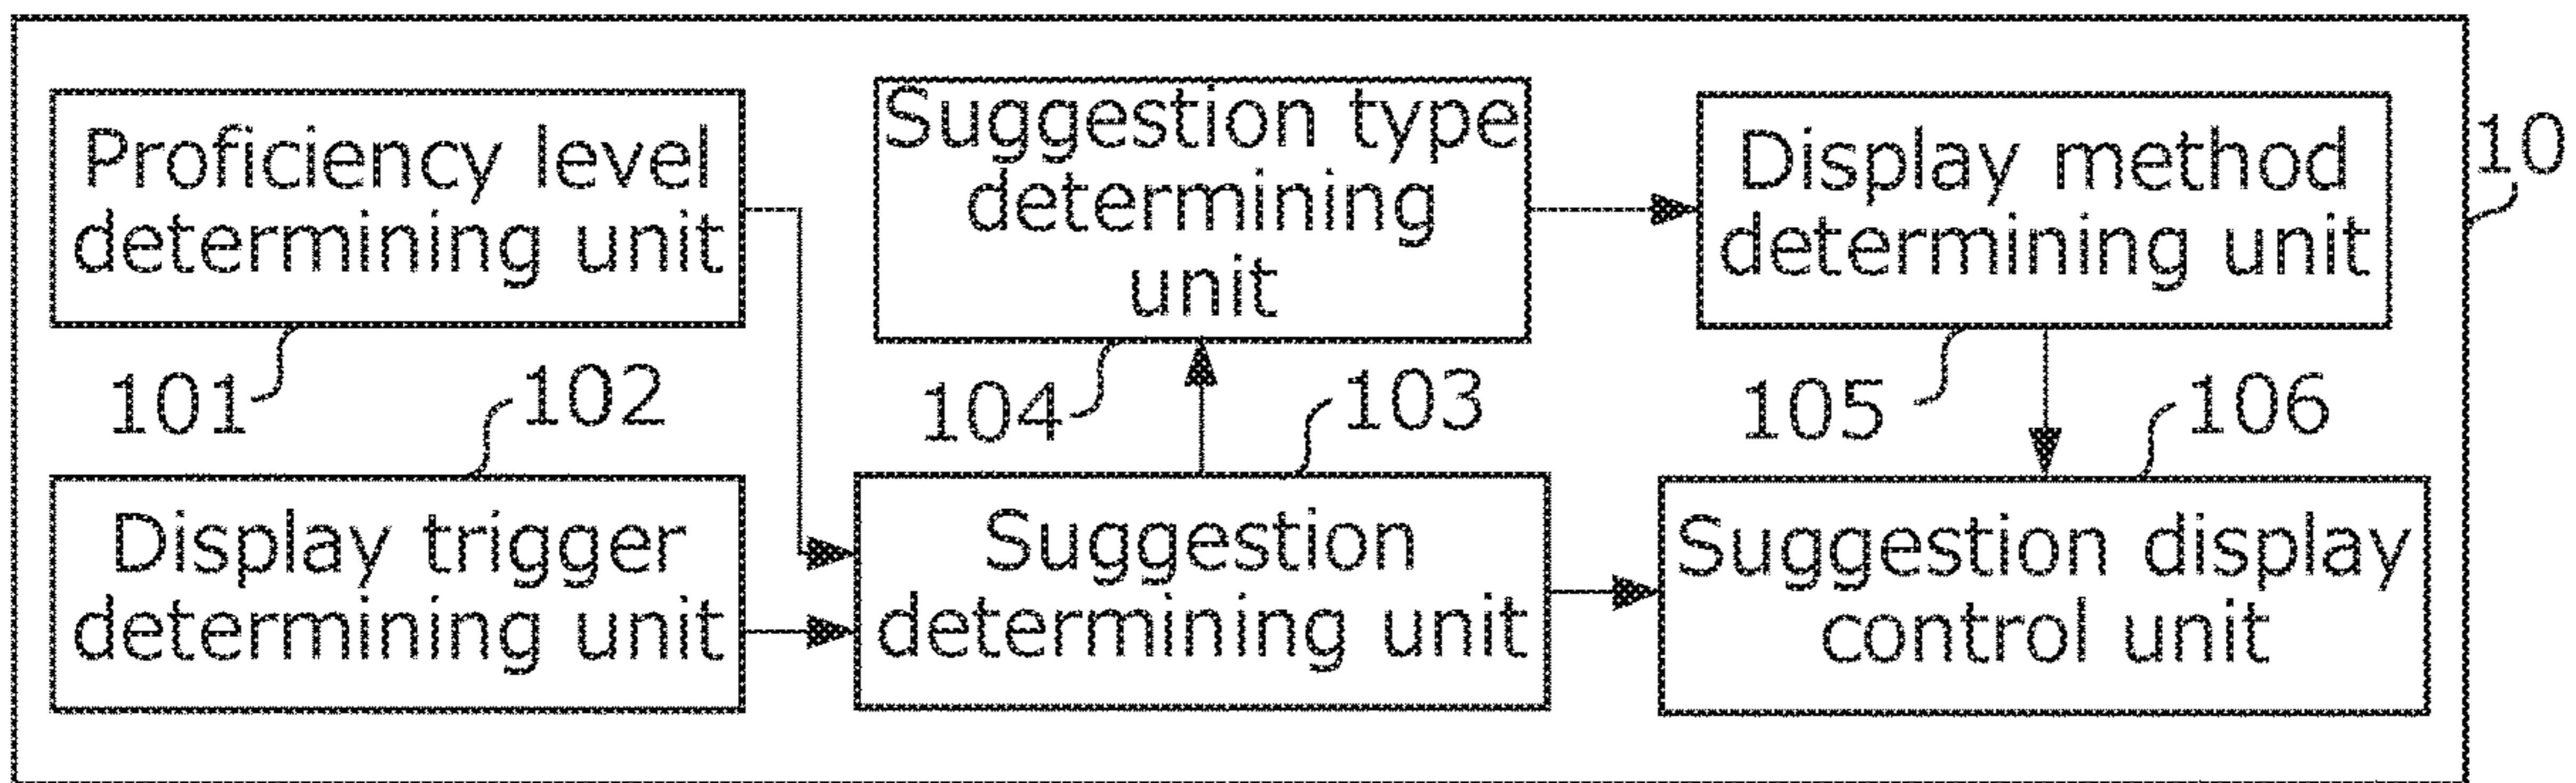 Proficiency level
determining unit
101
102
Display trigger
determining unit
Suggestion type
determining
unit
104
103
Suggestion
determining unit
Display method
determining unit
105
106
Suggestion display
control unit
10